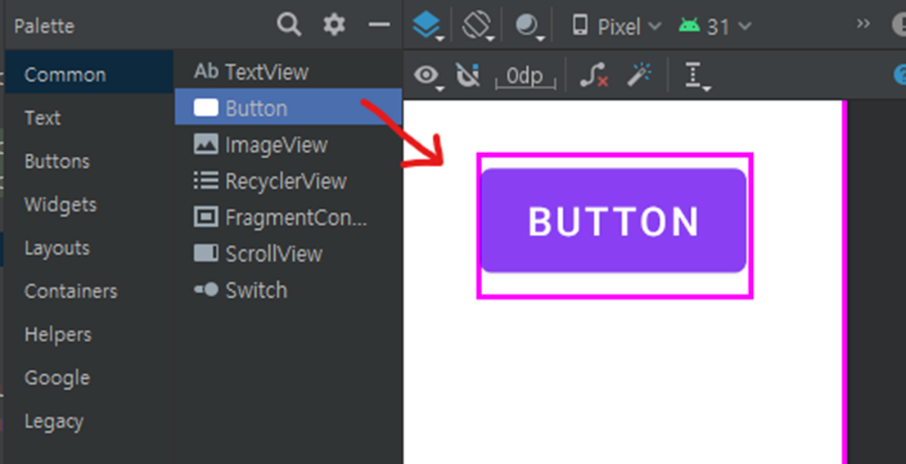 Palette
Pixel
31
0dp
Common
Text
Buttons
Widgets
Layouts
Containers
Helpers
Google
Legacy
Ab TextView
Button
ImageView
RecyclerView
FragmentCon...
ScrollView
Switch
BUTTON